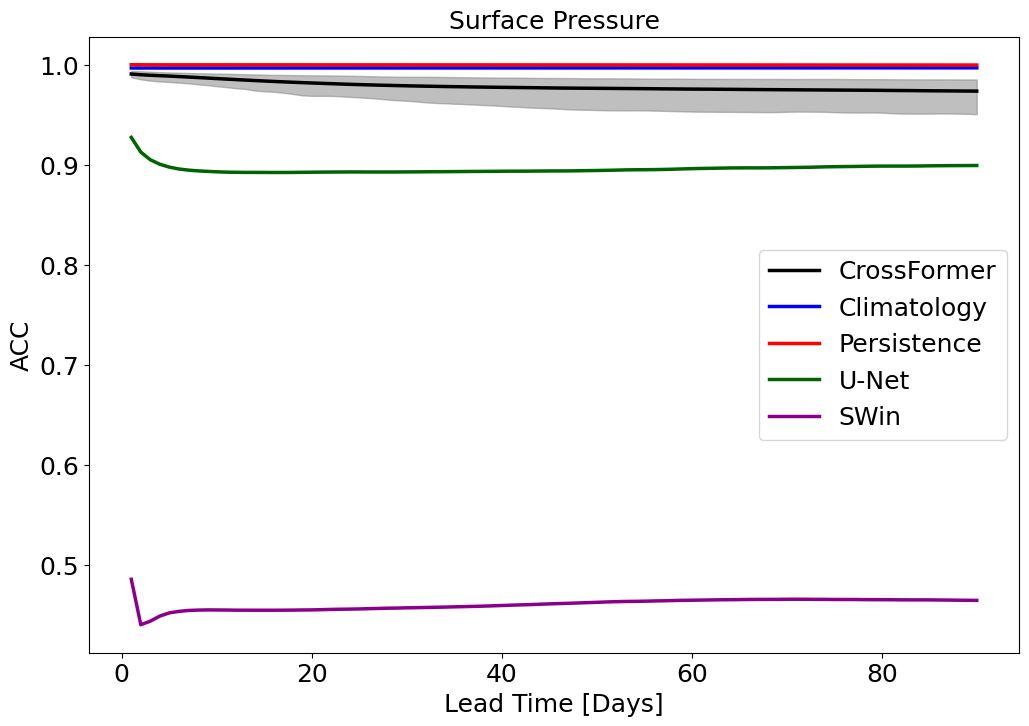 Surface Pressure
1.0
0.9
0.8
0.7
0.6
0.5
ACC
CrossFormer
Climatology
Persistence
U-Net
SWin
0 20 40 60 80
Lead Time [Days]